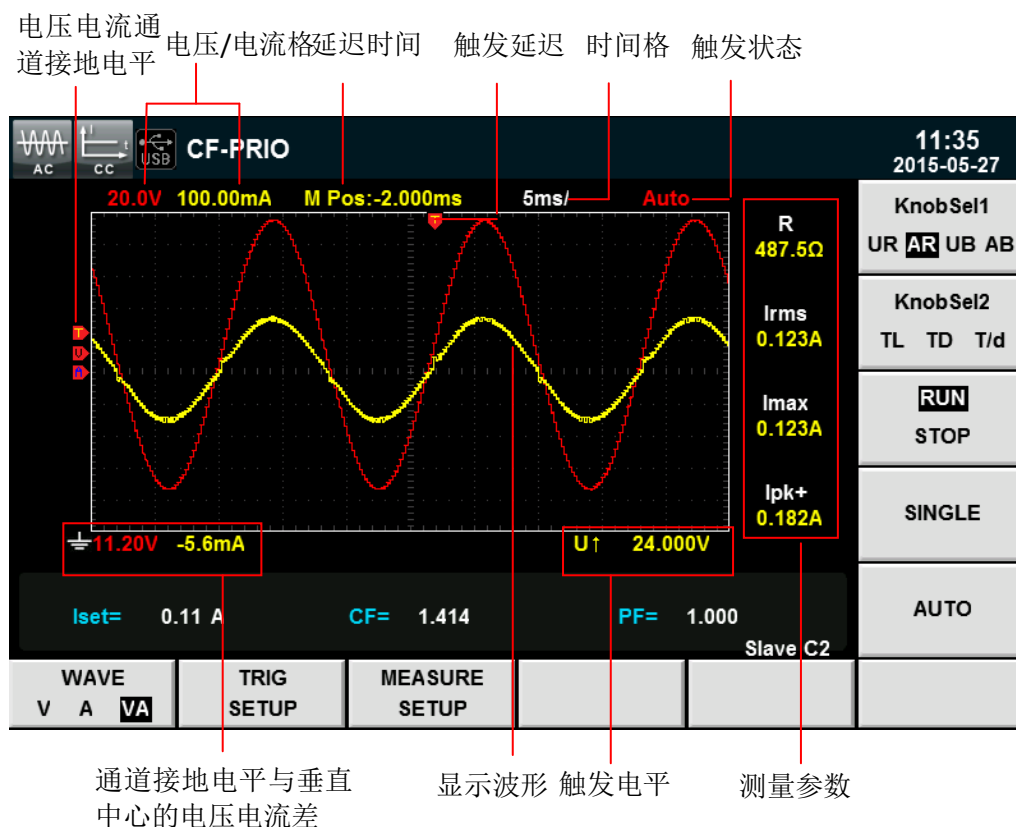 电压电流通
道接地电平
电压/电流格
延迟时间
触发延迟
时间格
触发状态
AC
CC
t
USB
CF-PRIO
11:35
2015-05-27
20.0V 100.00mA M Pos:-2.000ms 5ms/ Auto
T
T
U
A
R
487.5Ω
Irms
0.123A
Imax
0.123A
Ipk+
0.182A
KnobSel1
UR AR UB AB
KnobSel2
TL TD T/d
RUN
STOP
SINGLE
AUTO
11.20V -5.6mA U↑ 24.000V
Iset= 0.11 A CF= 1.414 PF= 1.000
Slave C2
WAVE
V A VA
TRIG
SETUP
MEASURE
SETUP
通道接地电平与垂直
中心的电压电流差
显示波形
触发电平
测量参数